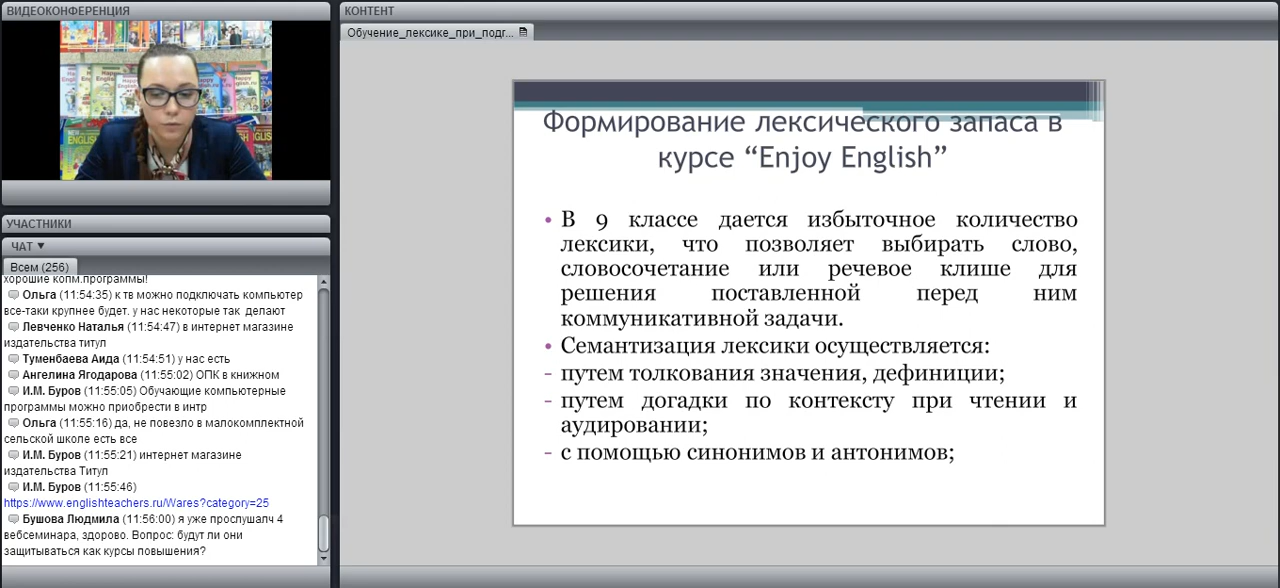 ВИДЕОКОНФЕРЕНЦИЯ
УЧАСТНИКИ
ЧАТ
Всем (256)
хорошие копм.программы!
Ольга (11:54:35) к тв можно подключать компьютер
все-таки крупнее будет. у нас некоторые так делают
Левченко Наталья (11:54:47) в интернет магазине
издательства титул
Туменбаева Аида (11:54:51) у нас есть
Ангелина Ягодарова (11:55:02) ОПК в книжном
И.М. Буров (11:55:05) Обучающие компьютерные
программы можно приобрести в интр
Ольга (11:55:16) да, не повезло в малокомплектной
сельской школе есть все
И.М. Буров (11:55:21) интернет магазине
издательства Титул
И.М. Буров (11:55:46)
https://www.englishteachers.ru/Wares?category=25
Бушова Людмила (11:56:00) я уже прослушалч 4
вебсеминара, здорово. Вопрос: будут ли они
защитываться как курсы повышения?
КОНТЕНТ
Обучение_лексике_при_подг...
Формирование лексического запаса в
курсе “Enjoy English”
• В 9 классе дается избыточное количество
лексики, что позволяет выбирать слово,
словосочетание или речевое клише для
решения поставленной перед ним
коммуникативной задачи.
• Семантизация лексики осуществляется:
- путем толкования значения, дефиниции;
- путем догадки по контексту при чтении и
аудировании;
- с помощью синонимов и антонимов;